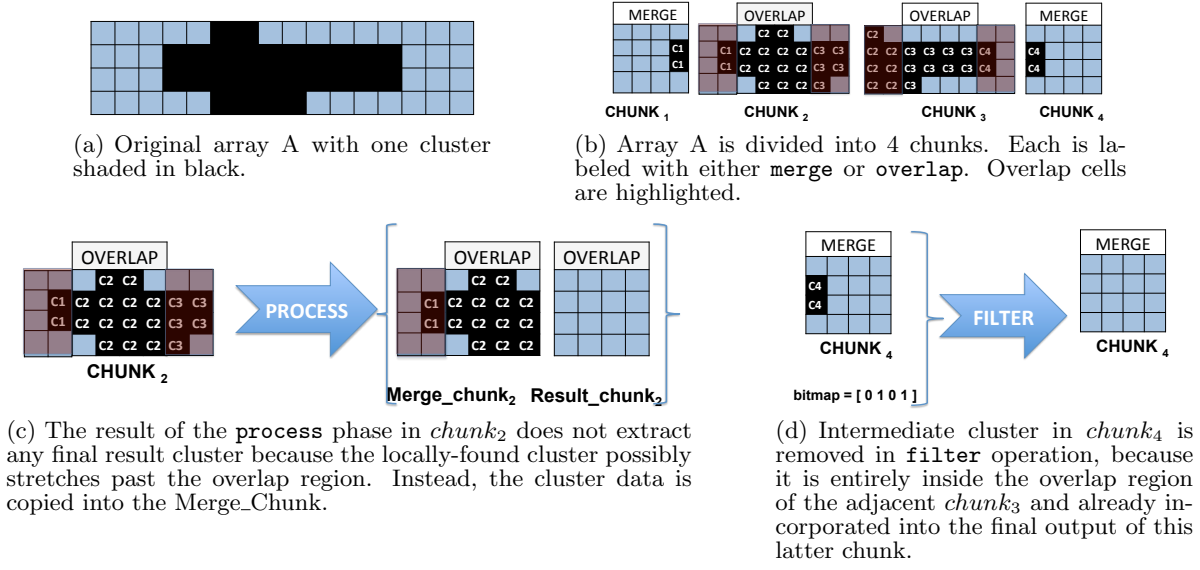 MERGE OVERLAP OVERLAP MERGE
C2 C2 C2
C1 C1 C2 C2 C2 C2 C3 C3 C2 C2 C3 C3 C3 C3 C4 C4
C1 C1 C2 C2 C2 C2 C3 C3 C2 C2 C3 C3 C3 C3 C4 C4
C2 C2 C2 C3 C2 C2 C3
CHUNK 1 CHUNK 2 CHUNK 3 CHUNK 4
(a) Original array A with one cluster
shaded in black.
(b) Array A is divided into 4 chunks. Each is la-
beled with either merge or overlap. Overlap cells
are highlighted.
OVERLAP
C2 C2
C1 C2 C2 C2 C2 C3 C3
C1 C2 C2 C2 C2 C3 C3
C2 C2 C2 C3
CHUNK 2
PROCESS
OVERLAP OVERLAP
C2 C2
C1 C2 C2 C2 C2
C1 C2 C2 C2 C2
C2 C2 C2
Merge_chunk2 Result_chunk2
(c) The result of the process phase in chunk2 does not extract
any final result cluster because the locally-found cluster possibly
stretches past the overlap region. Instead, the cluster data is
copied into the Merge_Chunk.
MERGE
C4
C4
CHUNK 4
bitmap = [ 0 1 0 1 ]
FILTER
MERGE
CHUNK 4
(d) Intermediate cluster in chunk4 is
removed in filter operation, because
it is entirely inside the overlap region
of the adjacent chunk3 and already in-
corporated into the final output of this
latter chunk.